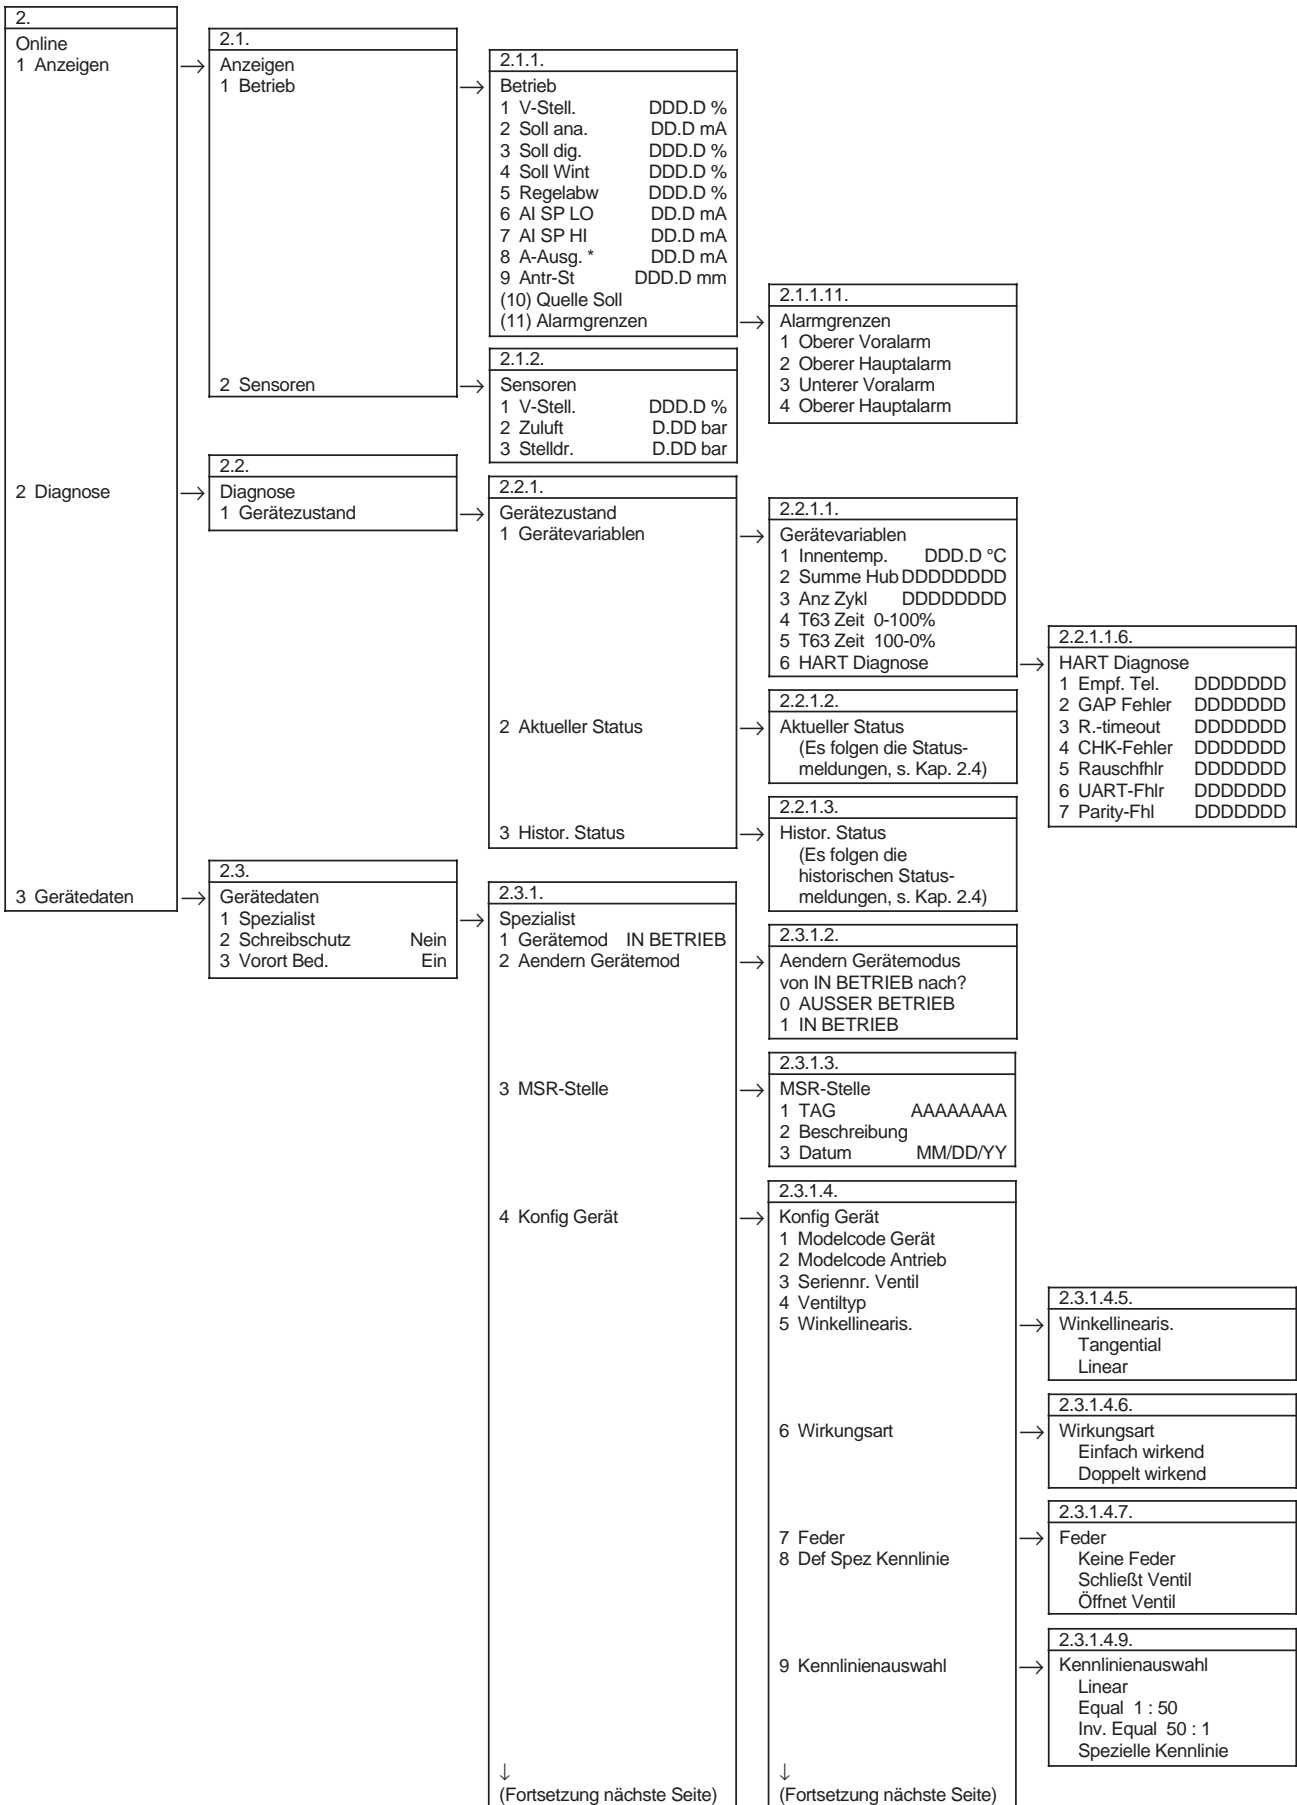 2.
Online
1 Anzeigen
2 Diagnose
3 Gerätedaten
2.1.
Anzeigen
1 Betrieb
2 Sensoren
2.1.1.
Betrieb
1 V-Stell. DDD.D %
2 Soll ana. DD.D mA
3 Soll dig. DDD.D %
4 Soll Wint DDD.D %
5 Regelabw DDD.D %
6 AI SP LO DD.D mA
7 AI SP HI DD.D mA
8 A-Ausg. * DD.D mA
9 Antr-St DDD.D mm
(10) Quelle Soll
(11) Alarmgrenzen
2.1.1.11.
Alarmgrenzen
1 Oberer Voralarm
2 Oberer Hauptalarm
3 Unterer Voralarm
4 Oberer Hauptalarm
2.1.2.
Sensoren
1 V-Stell. DDD.D %
2 Zuluft D.DD bar
3 Stelldr. D.DD bar
2.2.
Diagnose
1 Gerätezustand
2.2.1.
Gerätezustand
1 Gerätevariablen
2 Aktueller Status
3 Histor. Status
2.2.1.1.
Gerätevariablen
1 Innentemp. DDD.D °C
2 Summe Hub DDDDDDDD
3 Anz Zykl DDDDDDDD
4 T63 Zeit 0-100%
5 T63 Zeit 100-0%
6 HART Diagnose
2.2.1.1.6.
HART Diagnose
1 Empf. Tel. DDDDDDD
2 GAP Fehler DDDDDDD
3 R.-timeout DDDDDDD
4 CHK-Fehler DDDDDDD
5 Rauschfhlr DDDDDDD
6 UART-Fhlr DDDDDDD
7 Parity-Fhl DDDDDDD
2.2.1.2.
Aktueller Status
(Es folgen die Status-
meldungen, s. Kap. 2.4)
2.2.1.3.
Histor. Status
(Es folgen die
historischen Status-
meldungen, s. Kap. 2.4)
2.3.
Gerätedaten
1 Spezialist
2 Schreibschutz Nein
3 Vorort Bed. Ein
2.3.1.
Spezialist
1 Gerätemod IN BETRIEB
2 Aendern Gerätemod
3 MSR-Stelle
4 Konfig Gerät
↓
(Fortsetzung nächste Seite)
2.3.1.2.
Aendern Gerätemodus
von IN BETRIEB nach?
0 AUSSER BETRIEB
1 IN BETRIEB
2.3.1.3.
MSR-Stelle
1 TAG AAAAAAAA
2 Beschreibung
3 Datum MM/DD/YY
2.3.1.4.
Konfig Gerät
1 Modelcode Gerät
2 Modelcode Antrieb
3 Seriennr. Ventil
4 Ventiltyp
5 Winkellinearis.
6 Wirkungsart
7 Feder
8 Def Spez Kennlinie
9 Kennlinienauswahl
↓
(Fortsetzung nächste Seite)
2.3.1.4.5.
Winkellinearis.
Tangential
Linear
2.3.1.4.6.
Wirkungsart
Einfach wirkend
Doppelt wirkend
2.3.1.4.7.
Feder
Keine Feder
Schließt Ventil
Öffnet Ventil
2.3.1.4.9.
Kennlinienauswahl
Linear
Equal 1 : 50
Inv. Equal 50 : 1
Spezielle Kennlinie